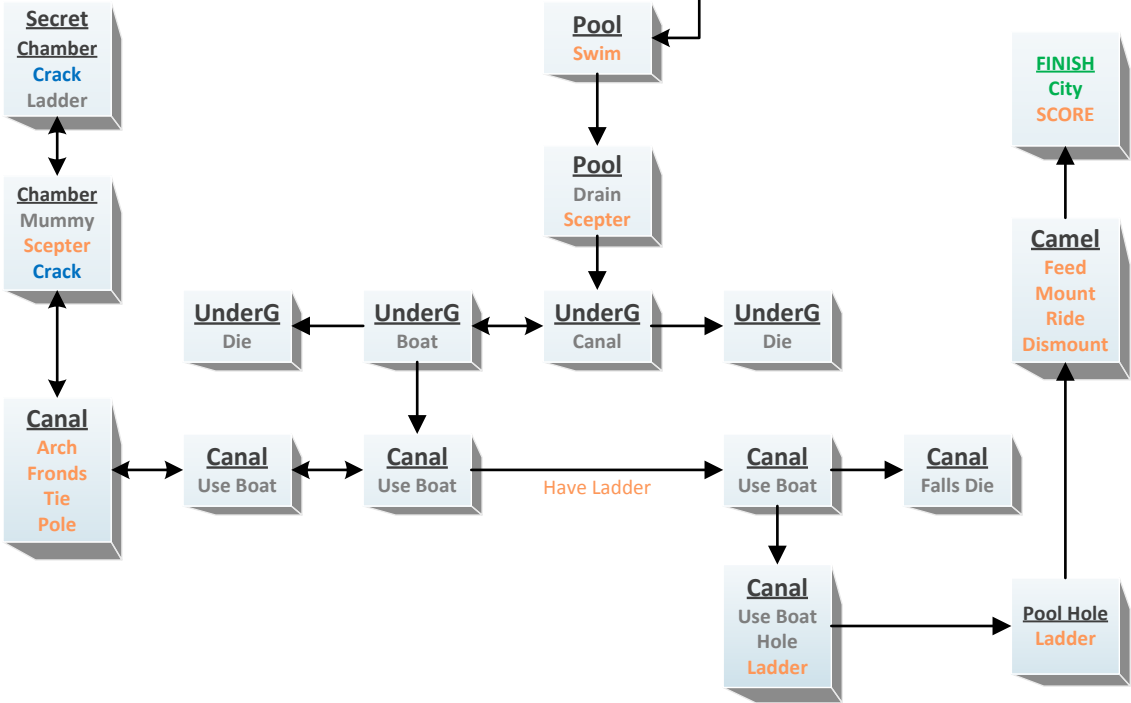 Secret
Chamber
Crack
Ladder
Pool
Swim
FINISH
City
SCORE
Chamber
Mummy
Scepter
Crack
Pool
Drain
Scepter
Camel
Feed
Mount
Ride
Dismount
UnderG
Die
UnderG
Boat
UnderG
Canal
UnderG
Die
Canal
Arch
Fronds
Tie
Pole
Canal
Use Boat
Canal
Use Boat
Have Ladder
Canal
Use Boat
Canal
Falls Die
Canal
Use Boat
Hole
Ladder
Pool Hole
Ladder